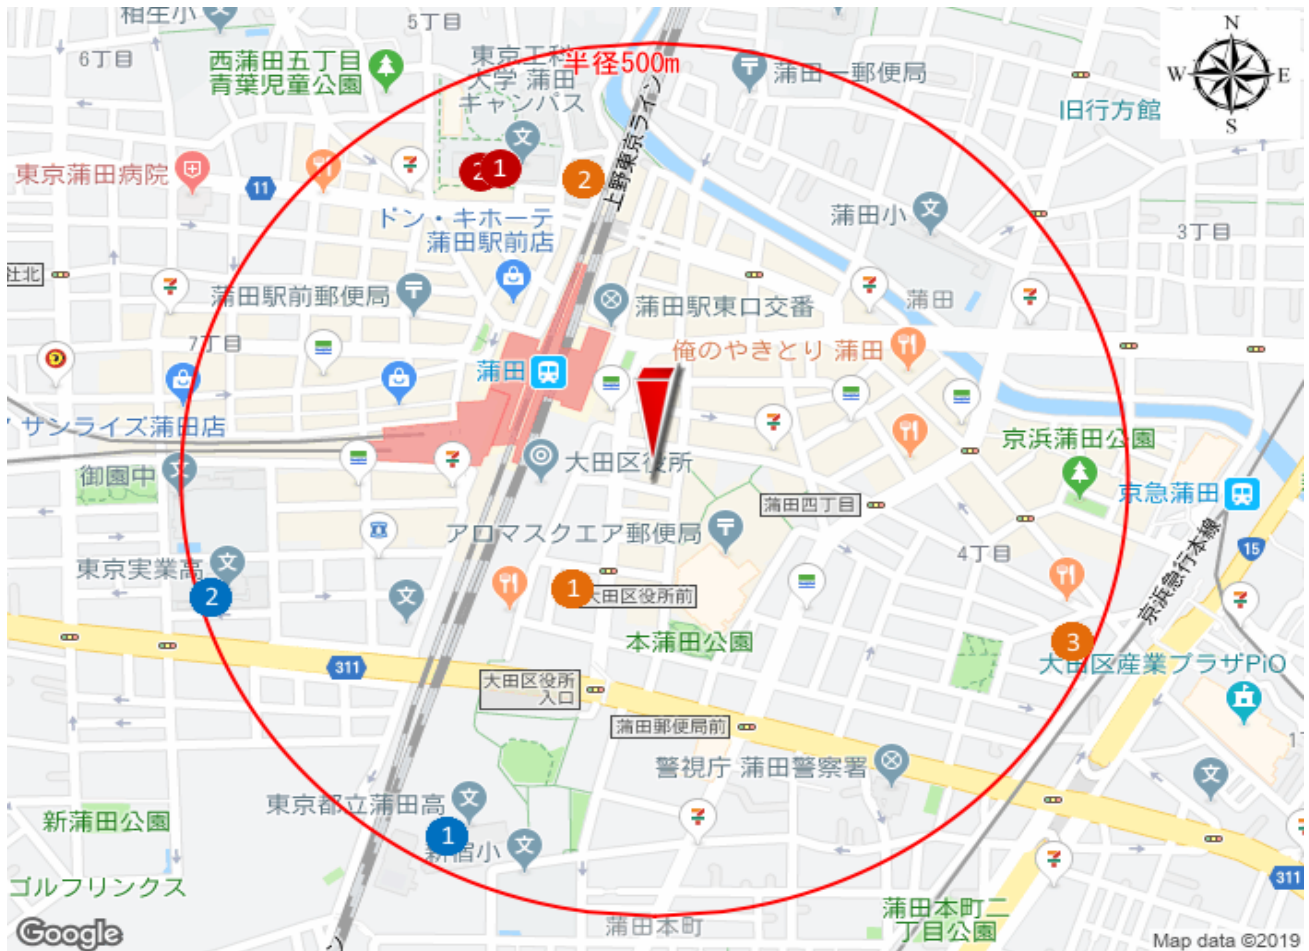 相生小
5丁目
N
W
E
S
6丁目
西蒲田五丁目
青葉児童公園
東京工科
大学 蒲田
キャンパス
半径500m
蒲田一郵便局
旧行方館
東京蒲田病院
11
2
1
2
上野東京ライン
蒲田小
3丁目
ドン・キホーテ
蒲田駅前店
社北
蒲田駅前郵便局
蒲田駅東口交番
蒲田
7丁目
蒲田
俺のやきとり 蒲田
サンライズ蒲田店
御園中
大田区役所
京浜蒲田公園
蒲田四丁目
京急蒲田
アロマスクエア郵便局
4丁目
15
京浜急行本線
東京実業高
2
1
大田区役所前
本蒲田公園
3
大田区産業プラザPiO
311
大田区役所
入口
蒲田郵便局前
警視庁 蒲田警察署
東京都立蒲田高
新蒲田公園
1
新宿小
ゴルフリンクス
311
蒲田本町
蒲田本町二
丁目公園
Google
Map data ©2019